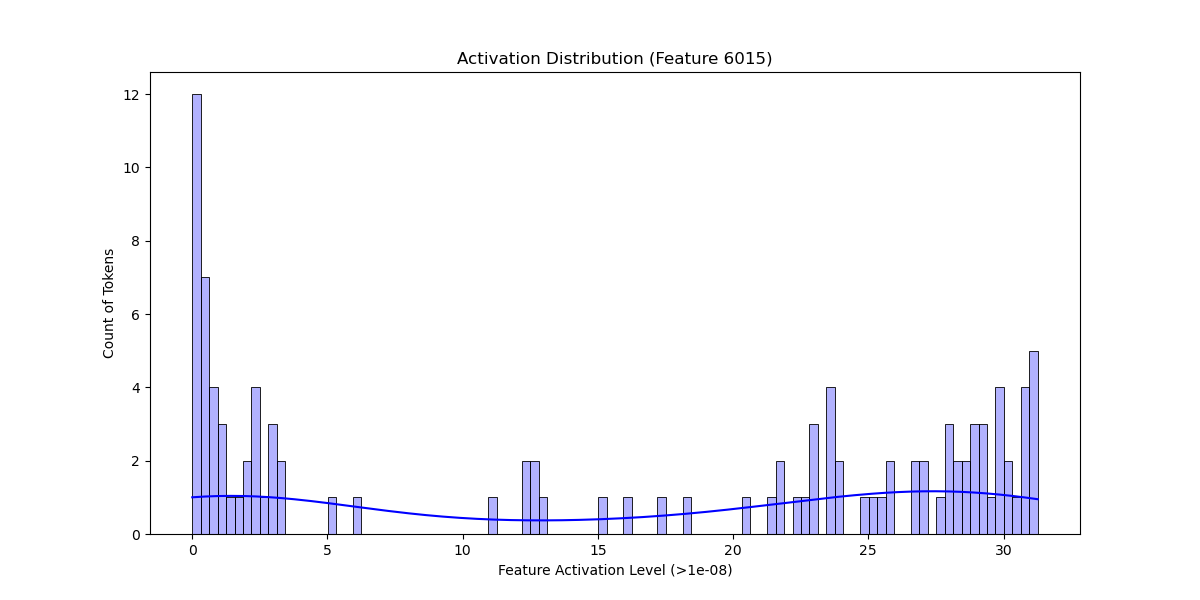 Activation Distribution (Feature 6015)
12
10
8
6
4
2
0
Count of Tokens
0 5 10 15 20 25 30
Feature Activation Level (>1e-08)